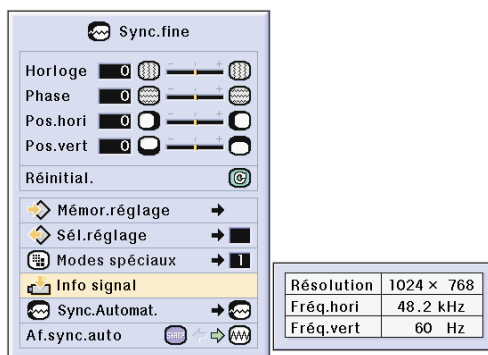 Sync.fine
Horloge 0 - +
Phase 0 - +
Pos.hori 0 - +
Pos.vert 0 - +
Réinitial.
Mémor.réglage
Sél.réglage
Modes spéciaux 1
Info signal
Sync.Automat.
Af.sync.auto
Résolution 1024 × 768
Fréq.hori 48.2 kHz
Fréq.vert 60 Hz